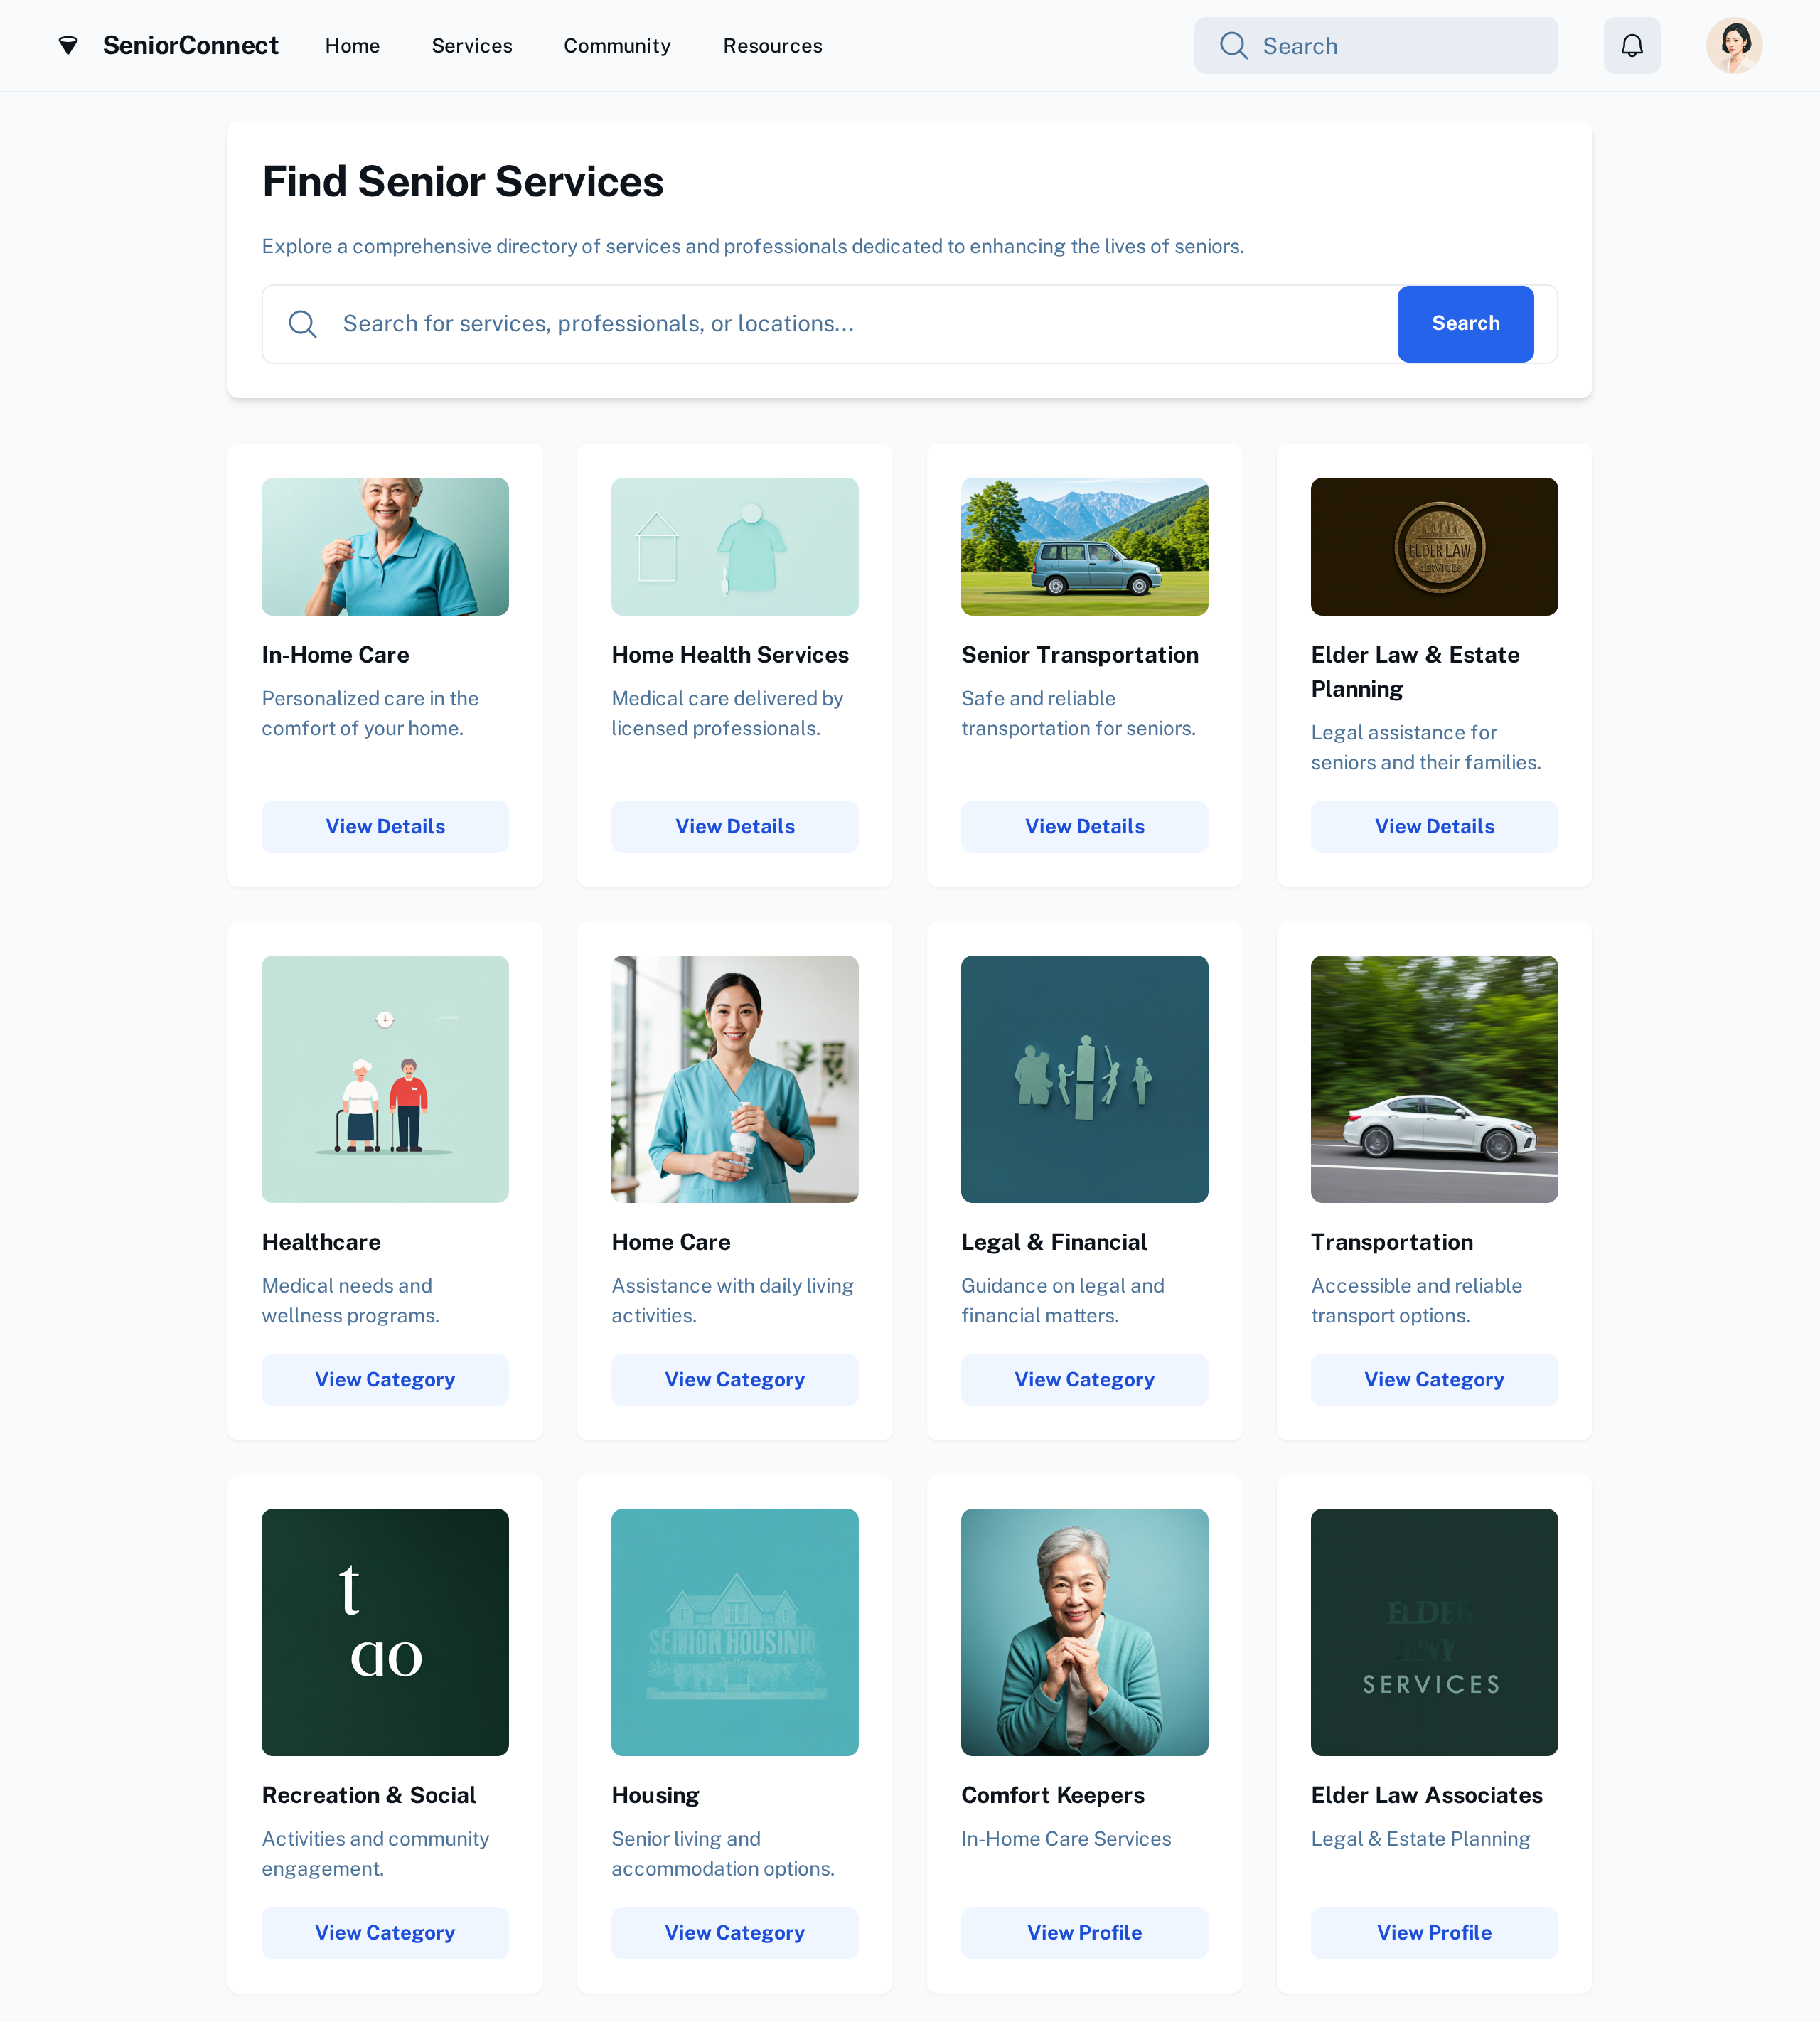 SeniorConnect
Home
Services
Community
Resources
Search
Find Senior Services
Explore a comprehensive directory of services and professionals dedicated to enhancing the lives of seniors.
Search for services, professionals, or locations...
Search
ELDER LAW
SERVICES
In-Home Care
Personalized care in the
comfort of your home.
View Details
Home Health Services
Medical care delivered by
licensed professionals.
View Details
Senior Transportation
Safe and reliable
transportation for seniors.
View Details
Elder Law & Estate
Planning
Legal assistance for
seniors and their families.
View Details
Healthcare
Medical needs and
wellness programs.
View Category
Home Care
Assistance with daily living
activities.
View Category
Legal & Financial
Guidance on legal and
financial matters.
View Category
Transportation
Accessible and reliable
transport options.
View Category
t
ao
Recreation & Social
Activities and community
engagement.
View Category
HOUSING
Housing
Senior living and
accommodation options.
View Category
Comfort Keepers
In-Home Care Services
View Profile
ELDER
SERVICES
Elder Law Associates
Legal & Estate Planning
View Profile